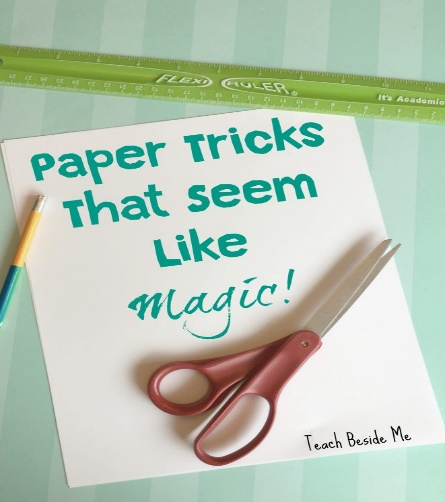 FLEXI RULER®
It's Academic
Paper Tricks
That Seem
Like
Magic!
Teach Beside Me